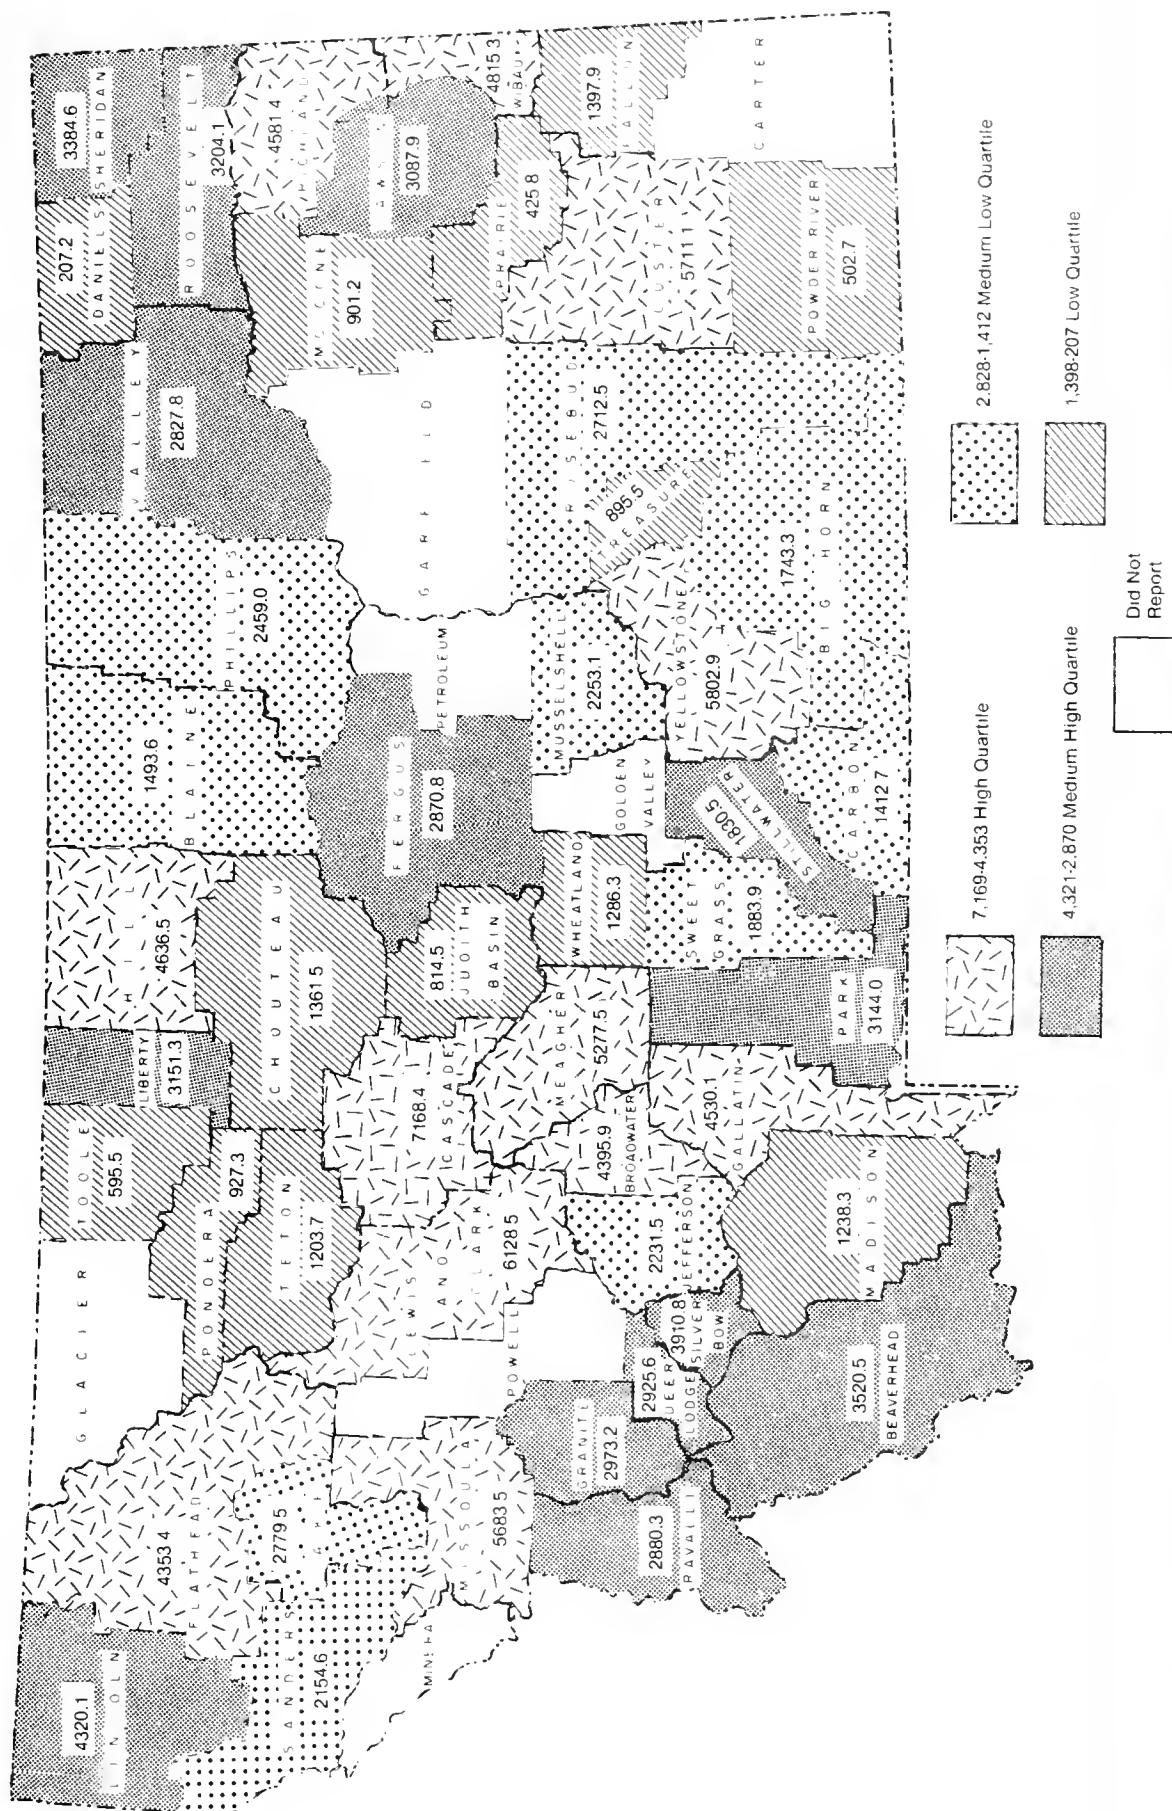 LINCOLN
4320.1
FLATHEAD
4353.4
GLACIER
TOOLE
595.5
LIBERTY
3151.3
HILL
4636.5
BLAINE
1493.6
PHILLIPS
2459.0
VALLEY
2827.8
DANIELS
207.2
SHERIDAN
3384.6
ROOSEVELT
3204.1
SANDERS
2154.6
LAKE
2779.5
PONDERA
927.3
TETON
1203.7
CHOUTEAU
1361.5
MC CONE
901.2
RICHLAND
4581.4
DAWSON
3087.9
WIBAUX
4815.3
MINERAL
MISSOULA
5683.5
POWELL
LEWIS
AND
CLARK
6128.5
CASCADE
7168.4
JUDITH
BASIN
814.5
FERGUS
2870.8
PETROLEUM
GARFIELD
PRAIRIE
425.8
RAVALLI
2880.3
GRANITE
2973.2
DEER
LODGE
2925.6
SILVER
BOW
3910.8
JEFFERSON
2231.5
BROADWATER
4395.9
MEAGHER
5277.5
WHEATLAND
1286.3
GOLDEN
VALLEY
MUSSELSHELL
2253.1
ROSEBUD
2712.5
TREASURE
895.5
CUSTER
5711.1
FALLON
1397.9
BEAVERHEAD
3520.5
MADISON
1238.3
GALLATIN
4530.1
PARK
3144.0
SWEET
GRASS
1883.9
STILLWATER
1830.5
CARBON
1412.7
YELLOWSTONE
5802.9
BIG HORN
1743.3
POWDER RIVER
502.7
CARTER
7,169-4.353 High Quartile
4,321-2.870 Medium High Quartile
2.828-1,412 Medium Low Quartile
1,398-207 Low Quartile
Did Not
Report